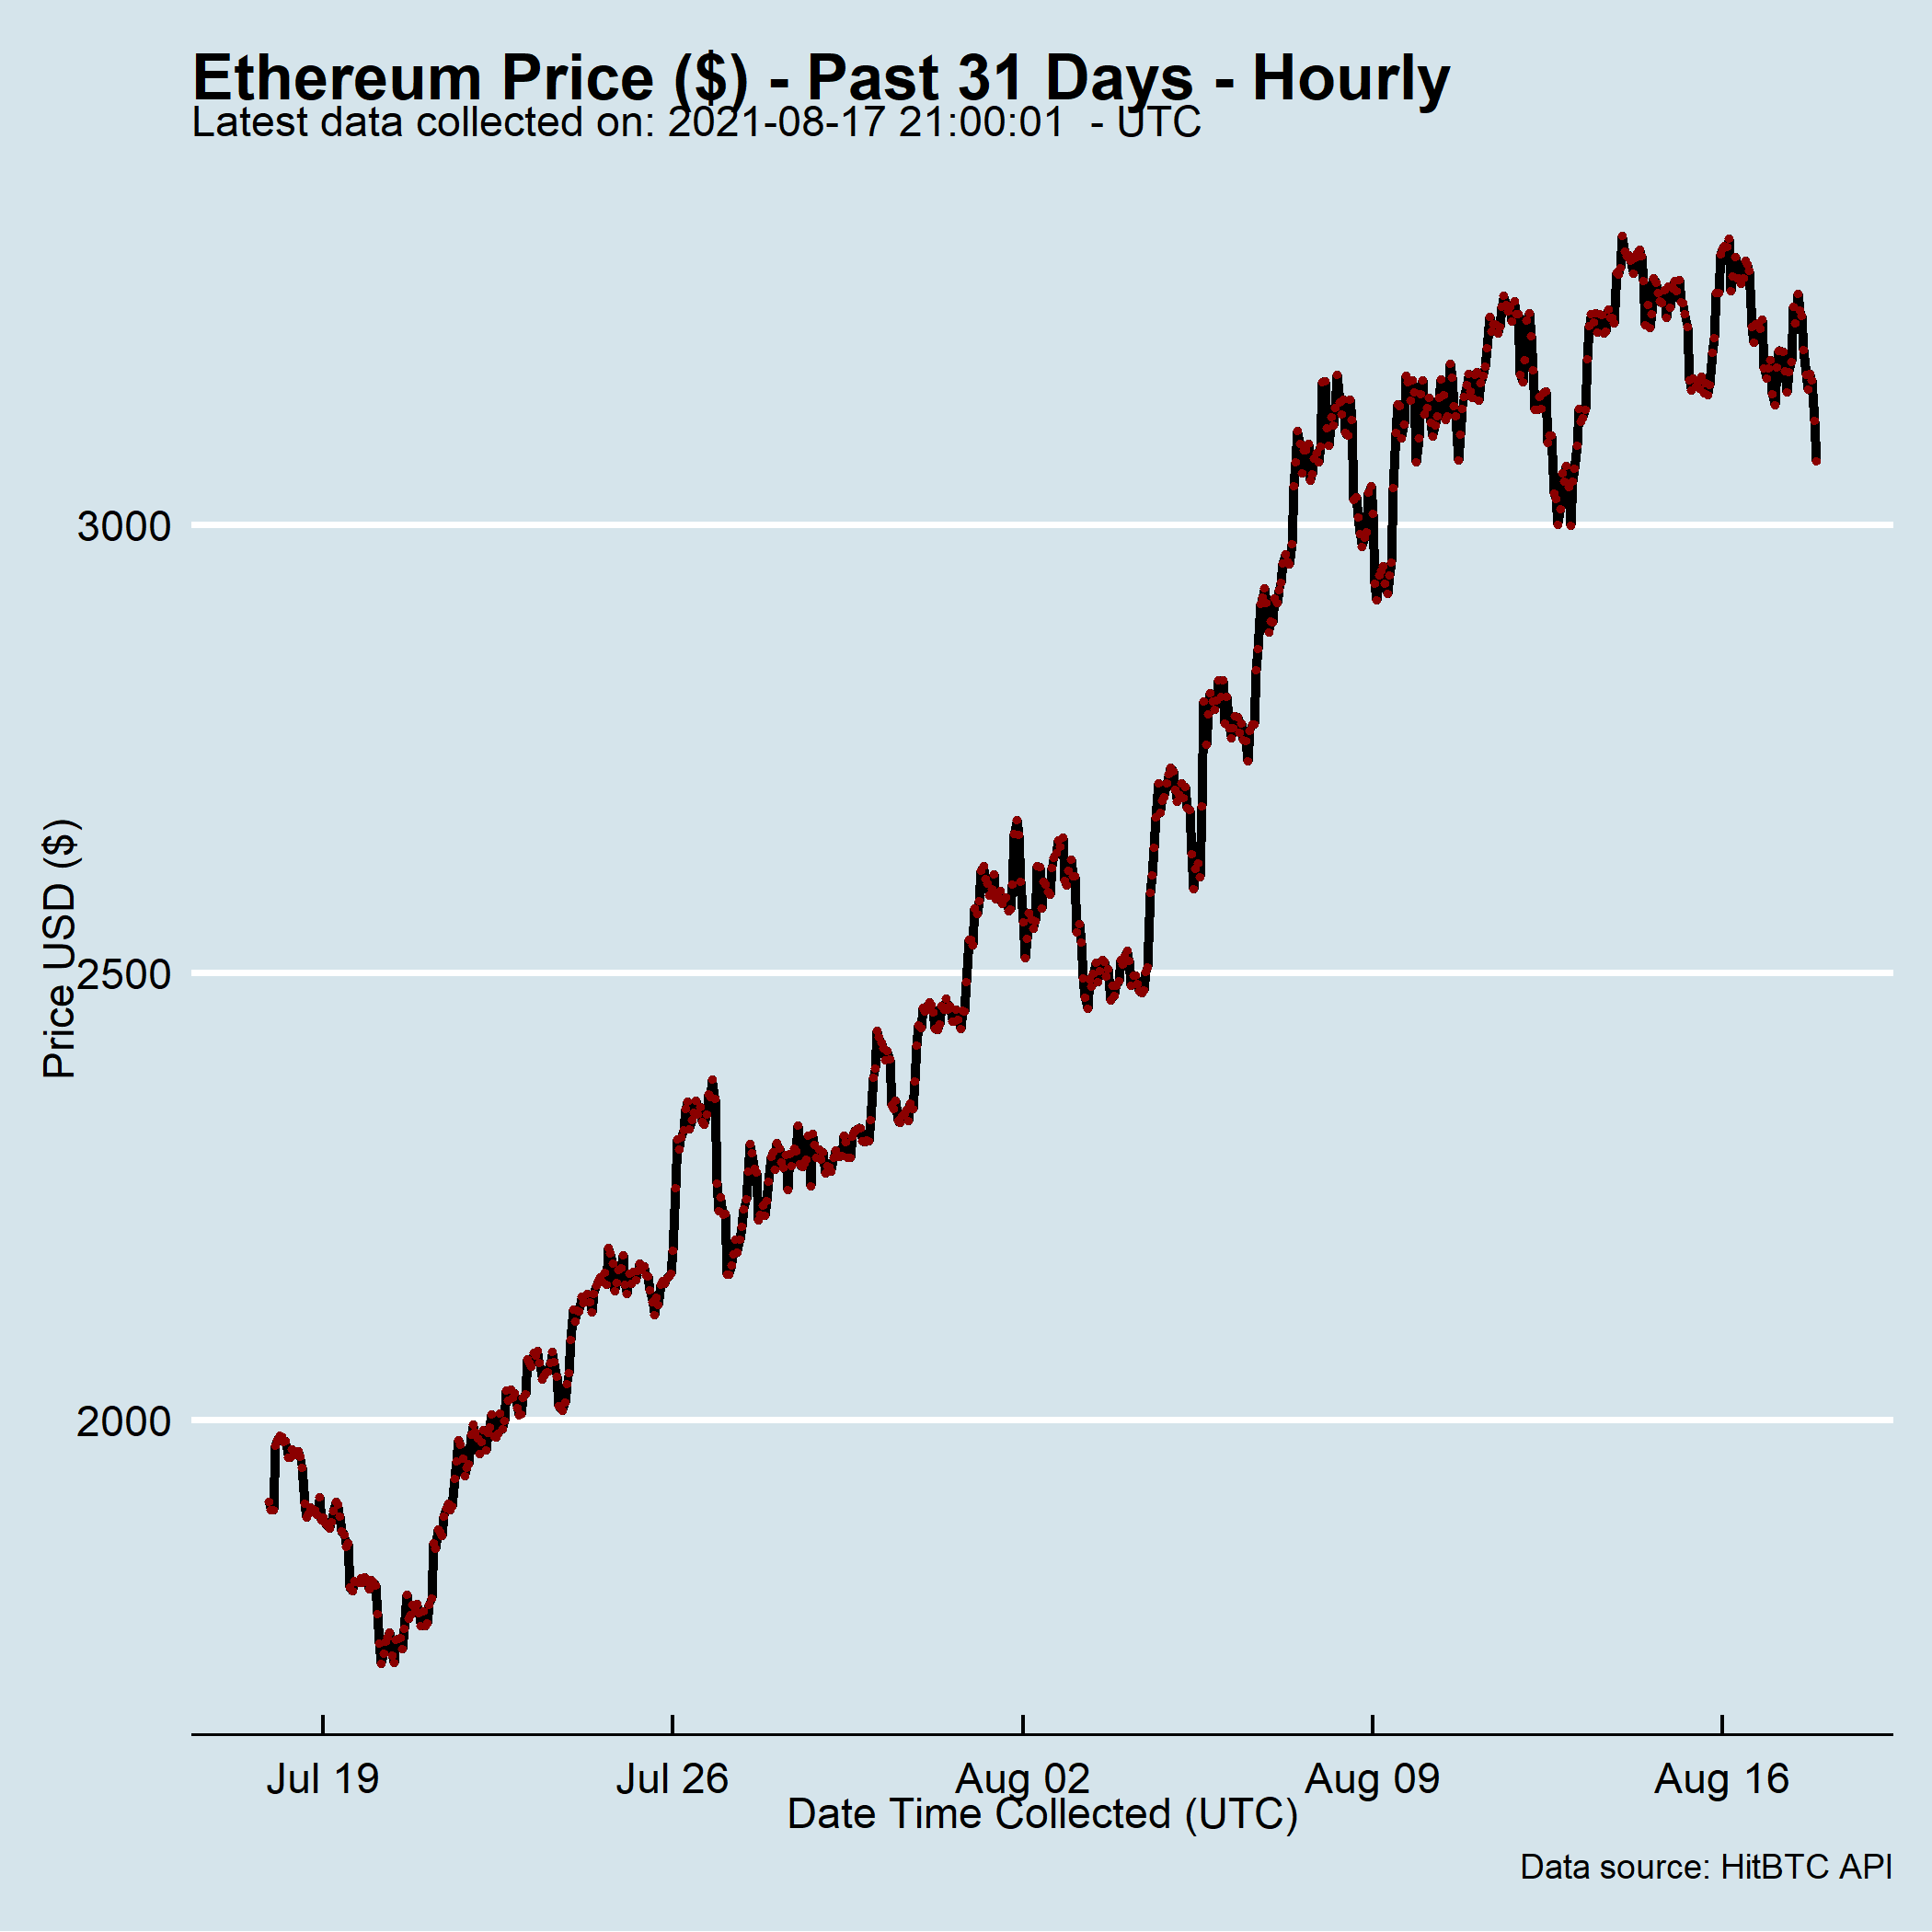 Ethereum Price ($) - Past 31 Days - Hourly
Latest data collected on: 2021-08-17 21:00:01  - UTC
Price USD ($)
3000
2500
2000
Jul 19
Jul 26
Aug 02
Aug 09
Aug 16
Date Time Collected (UTC)
Data source: HitBTC API